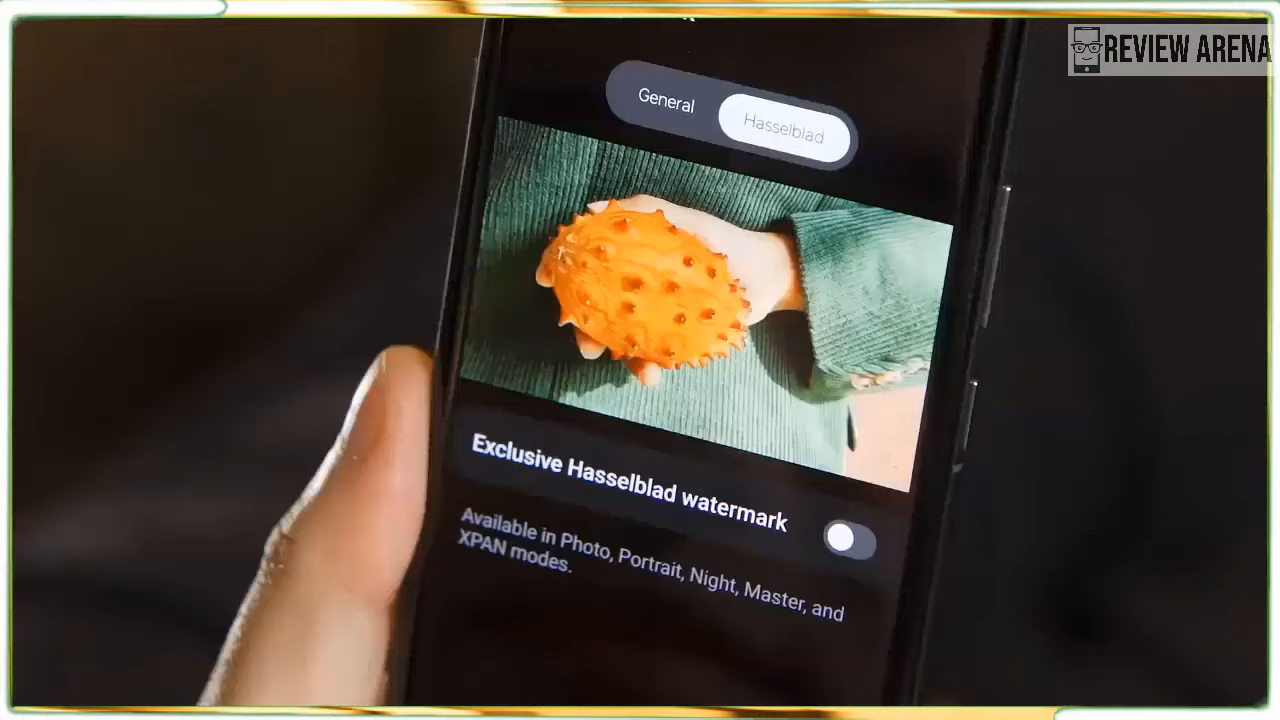 REVIEW ARENA
General
Hasselblad
Exclusive Hasselblad watermark
Available in Photo, Portrait, Night, Master, and
XPAN modes.